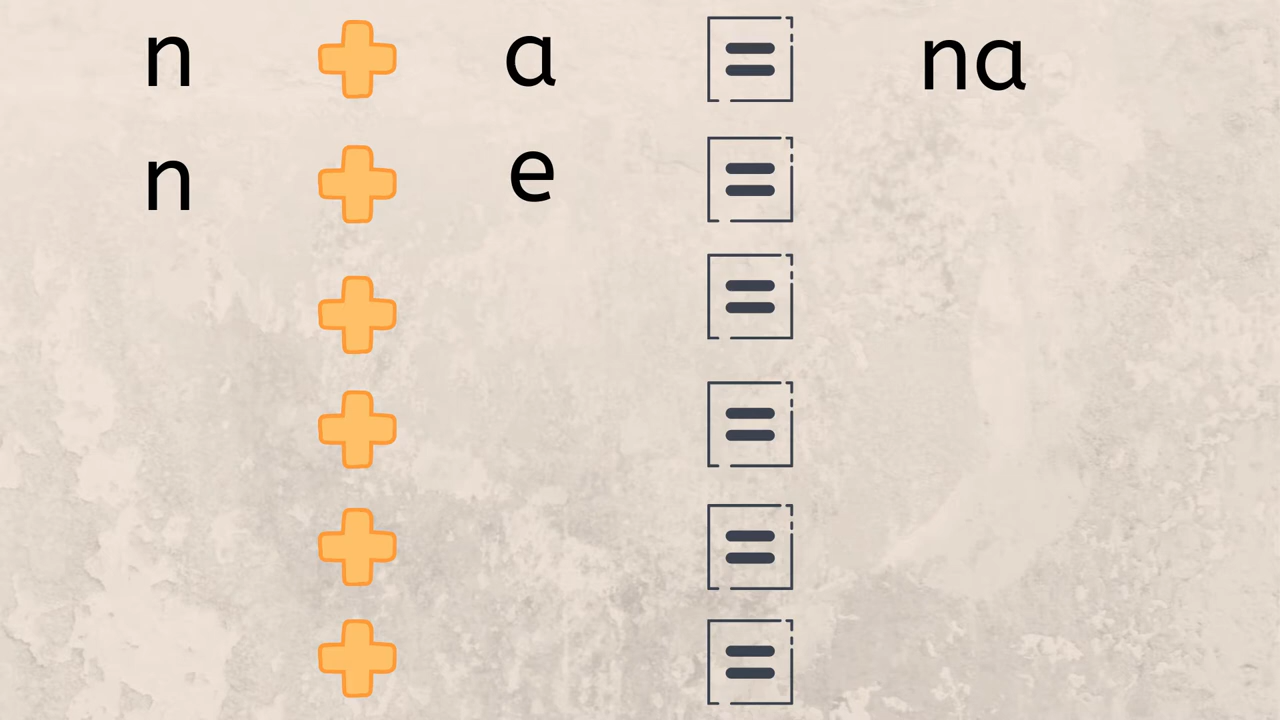 n + a = na
n + e =
+ =
+ =
+ =
+ =